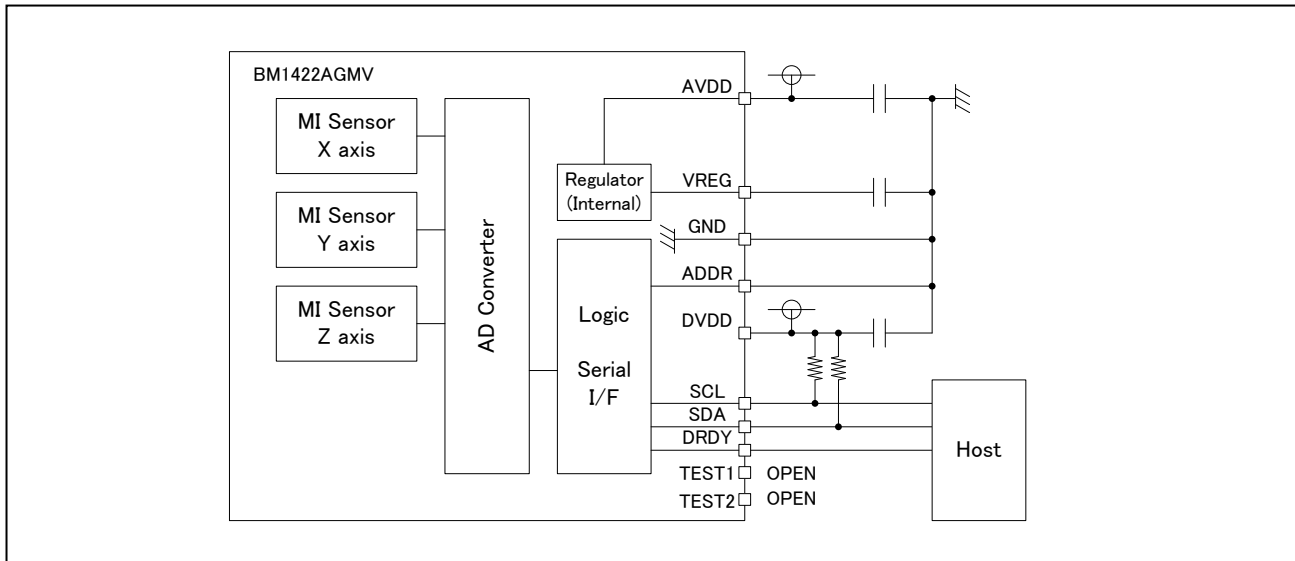 BM1422AGMV
MI Sensor
X axis
MI Sensor
Y axis
MI Sensor
Z axis
AD Converter
Regulator
(Internal)
Logic
Serial
I/F
AVDD
VREG
GND
ADDR
DVDD
SCL
SDA
DRDY
TEST1 OPEN
TEST2 OPEN
Host